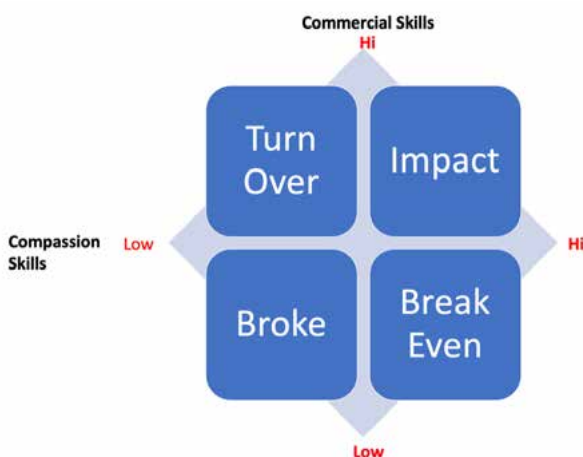 Commercial Skills
Hi
Turn
Over
Impact
Compassion
Skills
Low
Hi
Broke
Break
Even
Low